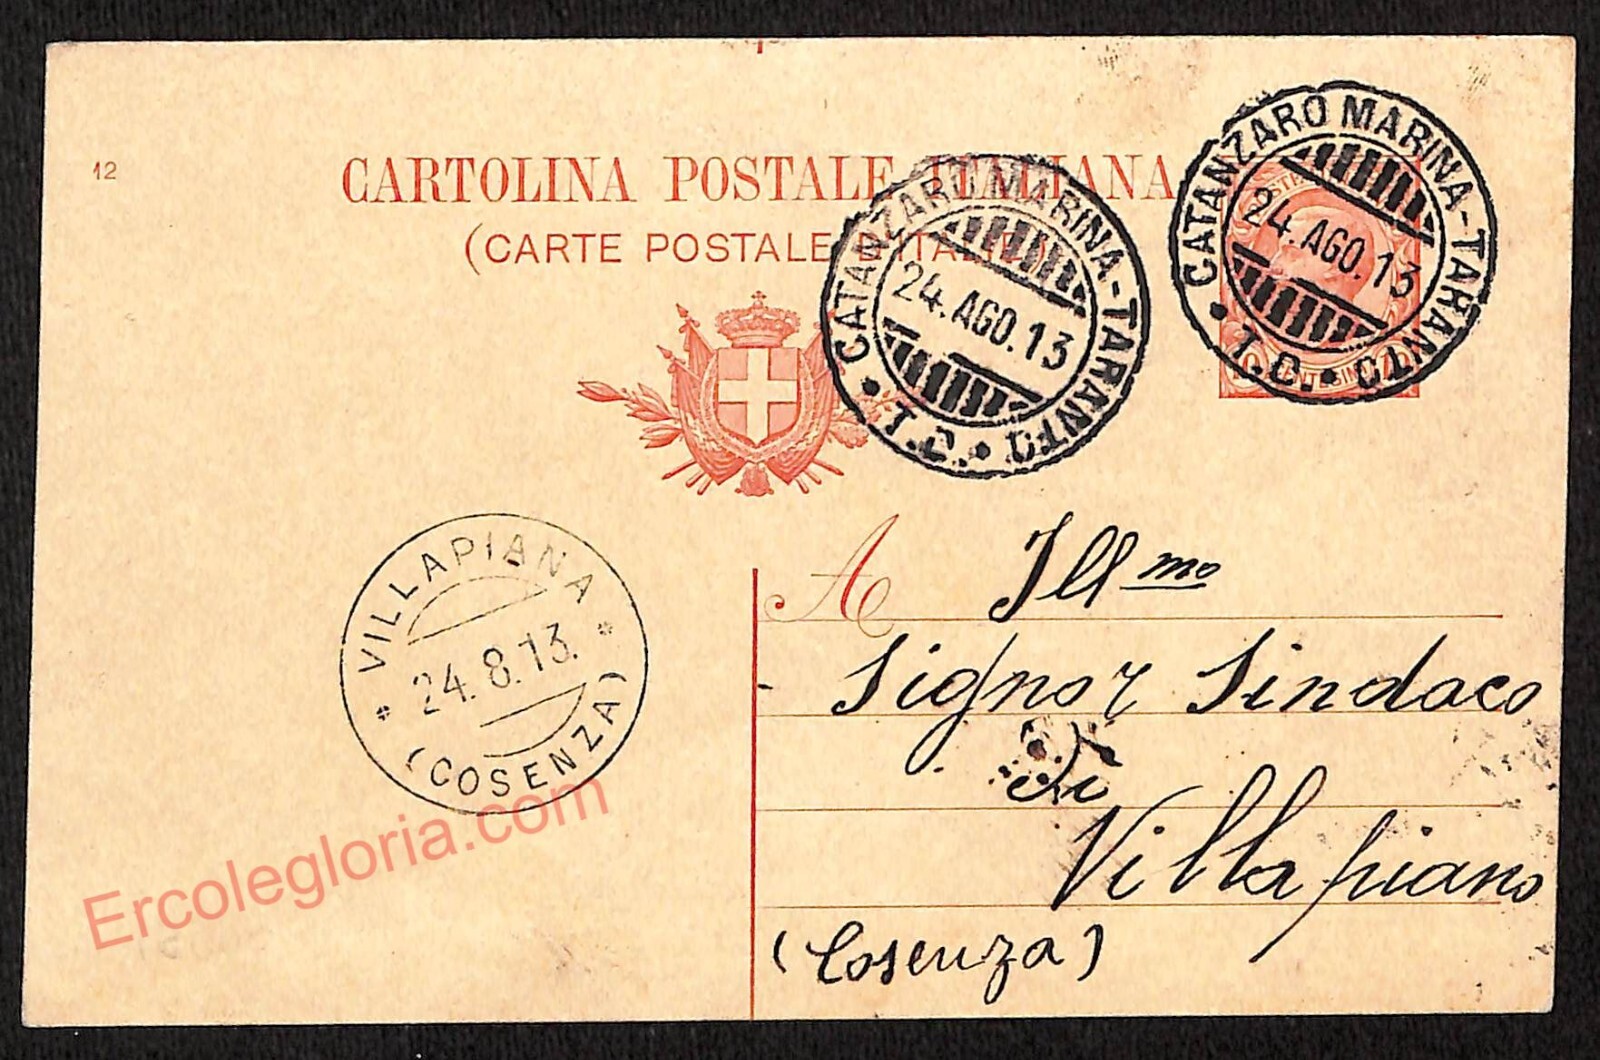 12
CARTOLINA POSTALE ITALIANA
(CARTE POSTALE D'ITALIE)
CATANZARO MARINA-TARANTO
24.AGO.13
• T.C. •
CATANZARO MARINA-TARANTO
24.AGO.13
• T.C. •
VILLAPIANA
24.8.13.
(COSENZA)
A Ill.mo
Signor Sindaco
di
Villapiana
(Cosenza)
Ercolegloria.com